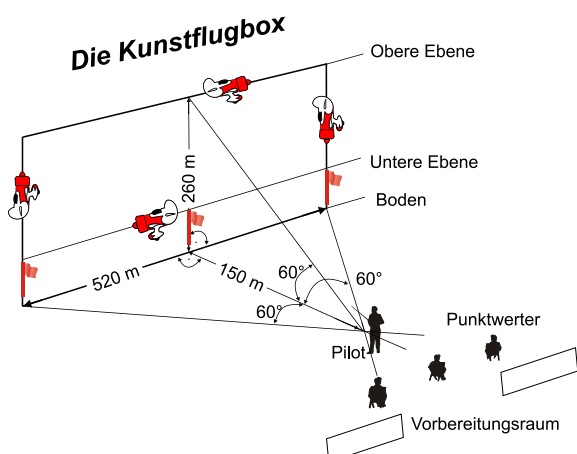 Die Kunstflugbox
Obere Ebene
Untere Ebene
Boden
260 m
520 m
150 m
60°
60°
60°
Punktwerter
Pilot
Vorbereitungsraum